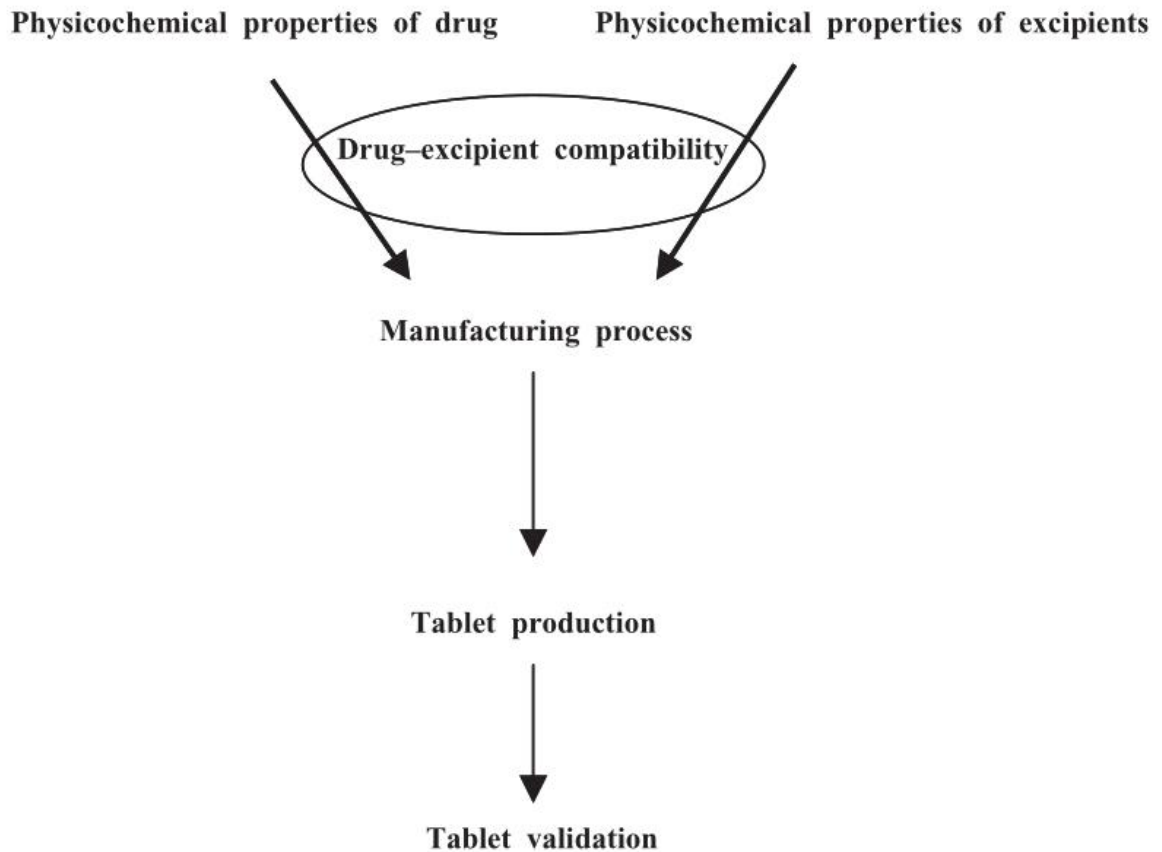 Physicochemical properties of drug
Physicochemical properties of excipients
Drug–excipient compatibility
Manufacturing process
Tablet production
Tablet validation